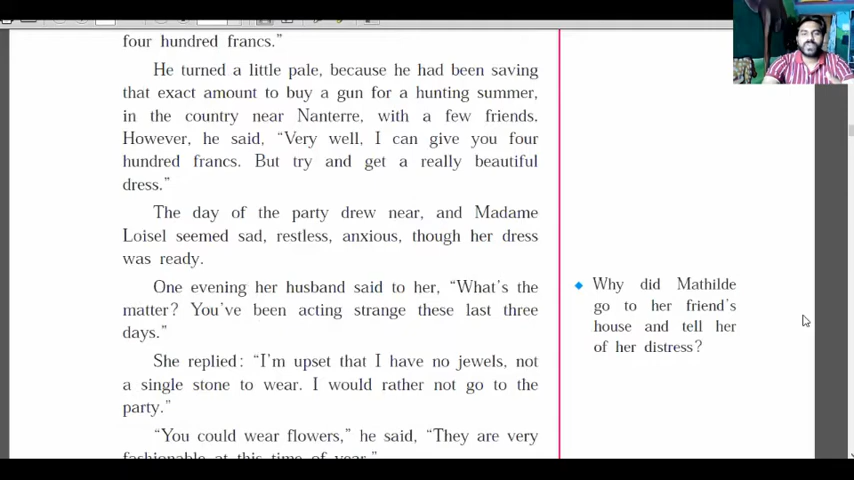 four hundred francs.”
He turned a little pale, because he had been saving
that exact amount to buy a gun for a hunting summer,
in the country near Nanterre, with a few friends.
However, he said, “Very well, I can give you four
hundred francs. But try and get a really beautiful
dress.”
The day of the party drew near, and Madame
Loisel seemed sad, restless, anxious, though her dress
was ready.
One evening her husband said to her, “What's the
matter? You've been acting strange these last three
days.”
She replied: “I'm upset that I have no jewels, not
a single stone to wear. I would rather not go to the
party.”
“You could wear flowers,” he said, “They are very
fashionable at this time of year.”
Why did Mathilde
go to her friend's
house and tell her
of her distress?